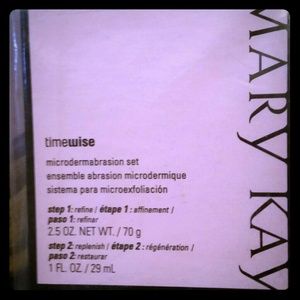 MARY KAY
timewise
microdermabrasion set
ensemble abrasion microdermique
sistema para microexfoliación
step 1: refine / étape 1 : affinement /
paso 1: refinar
2.5 OZ. NET WT. / 70 g
step 2: replenish / étape 2 : régénération /
paso 2: restaurar
1 FL. OZ. / 29 mL